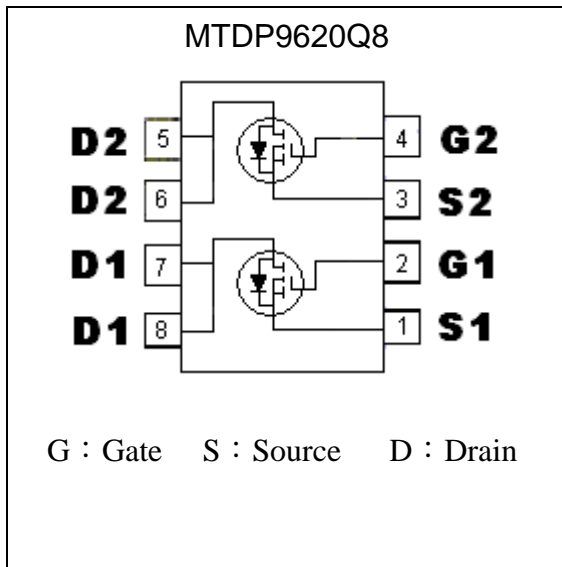 MTDP9620Q8
D2 5 4 G2
D2 6 3 S2
D1 7 2 G1
D1 8 1 S1
G：Gate S：Source D：Drain